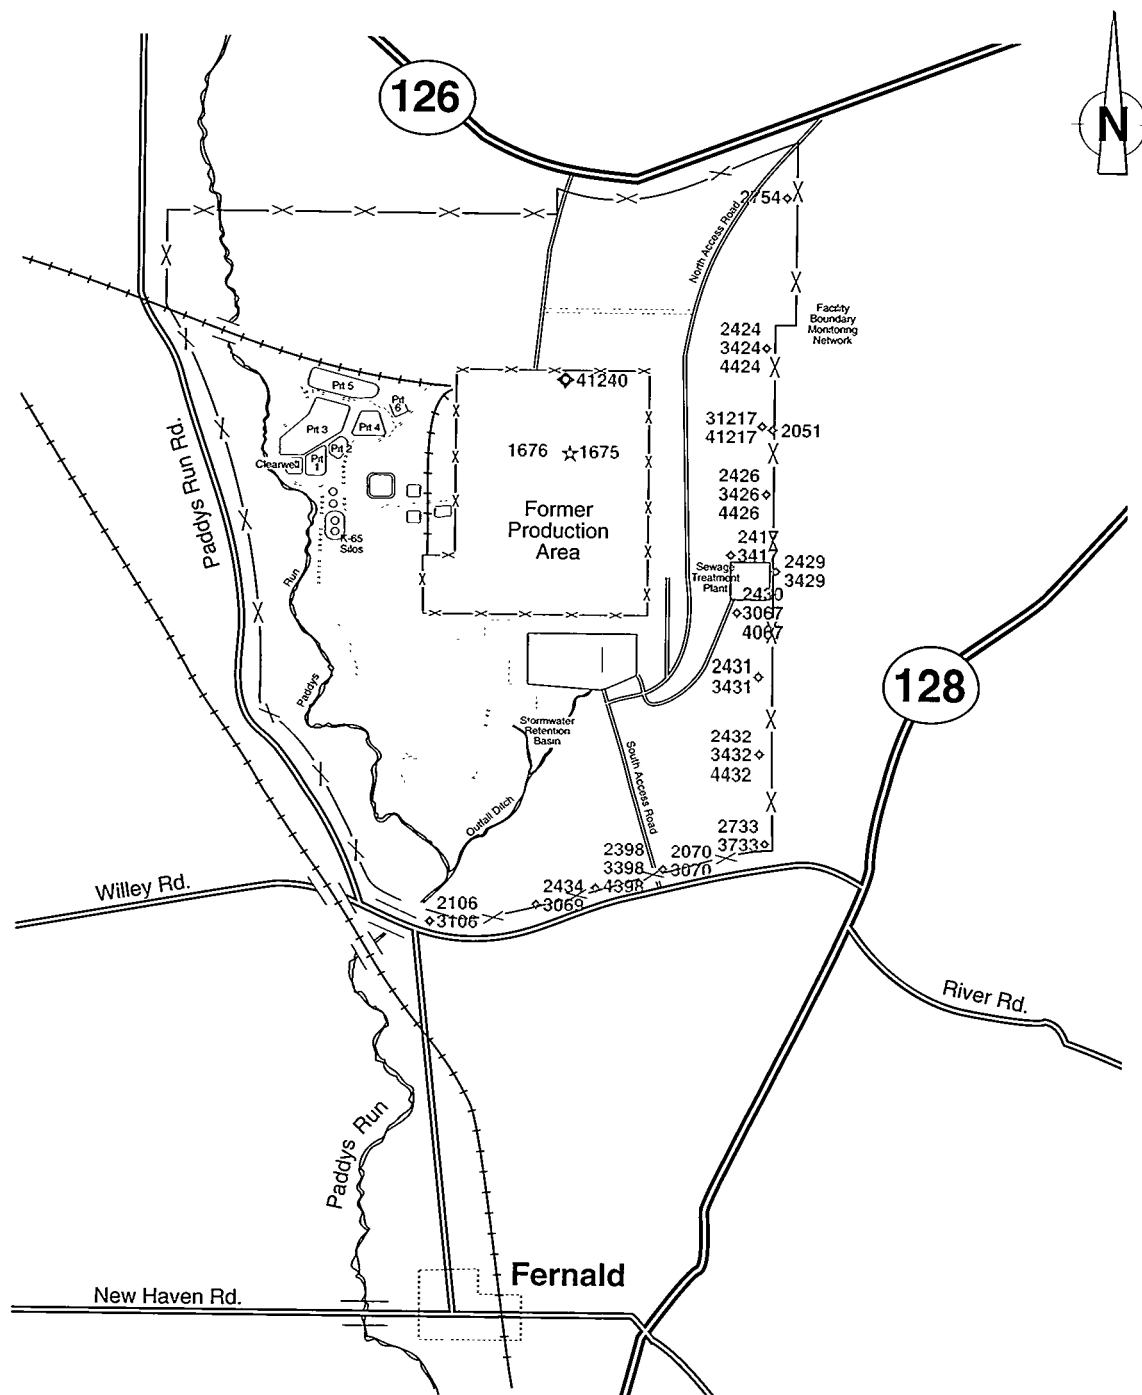 126
N
2754
North Access Road
Facility
Boundary
Monitoring
Network
2424
3424
4424
Pit 5
Pit
6
41240
Pit 3
Pit 4
31217
41217
2051
Paddys Run Rd.
Pit 2
Clearwell
Pit
1
1676
1675
2426
3426
4426
Former
Production
Area
K-65
Silos
241
341
Sewage
Treatment
Plant
2429
3429
2430
3067
4067
Run
Paddys
2431
3431
128
Stormwater
Retention
Basin
South Access Road
2432
3432
4432
Outfall Ditch
2733
3733
2398
3398
4398
2070
3070
Willey Rd.
2434
3069
2106
3106
River Rd.
Paddys Run
Fernald
New Haven Rd.